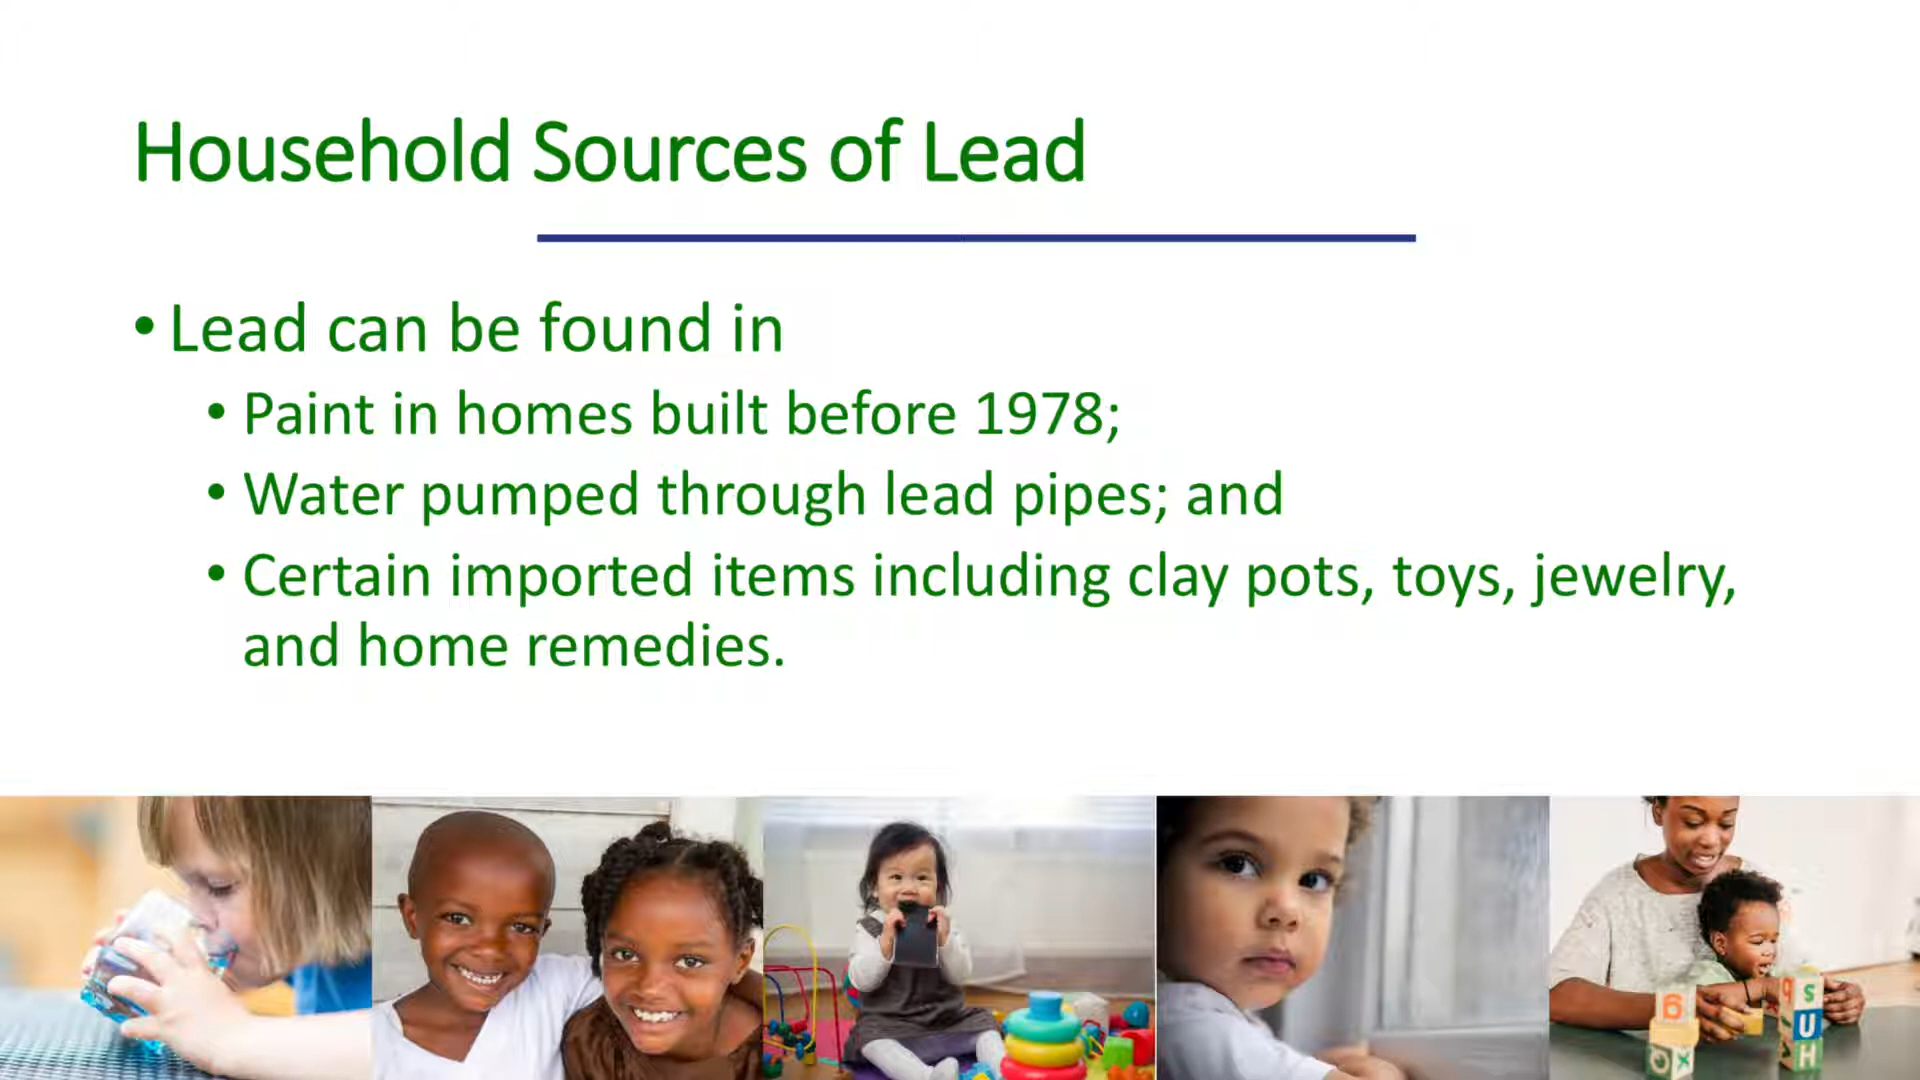 Household Sources of Lead
• Lead can be found in
• Paint in homes built before 1978;
• Water pumped through lead pipes; and
• Certain imported items including clay pots, toys, jewelry,
and home remedies.
6
S
U
H